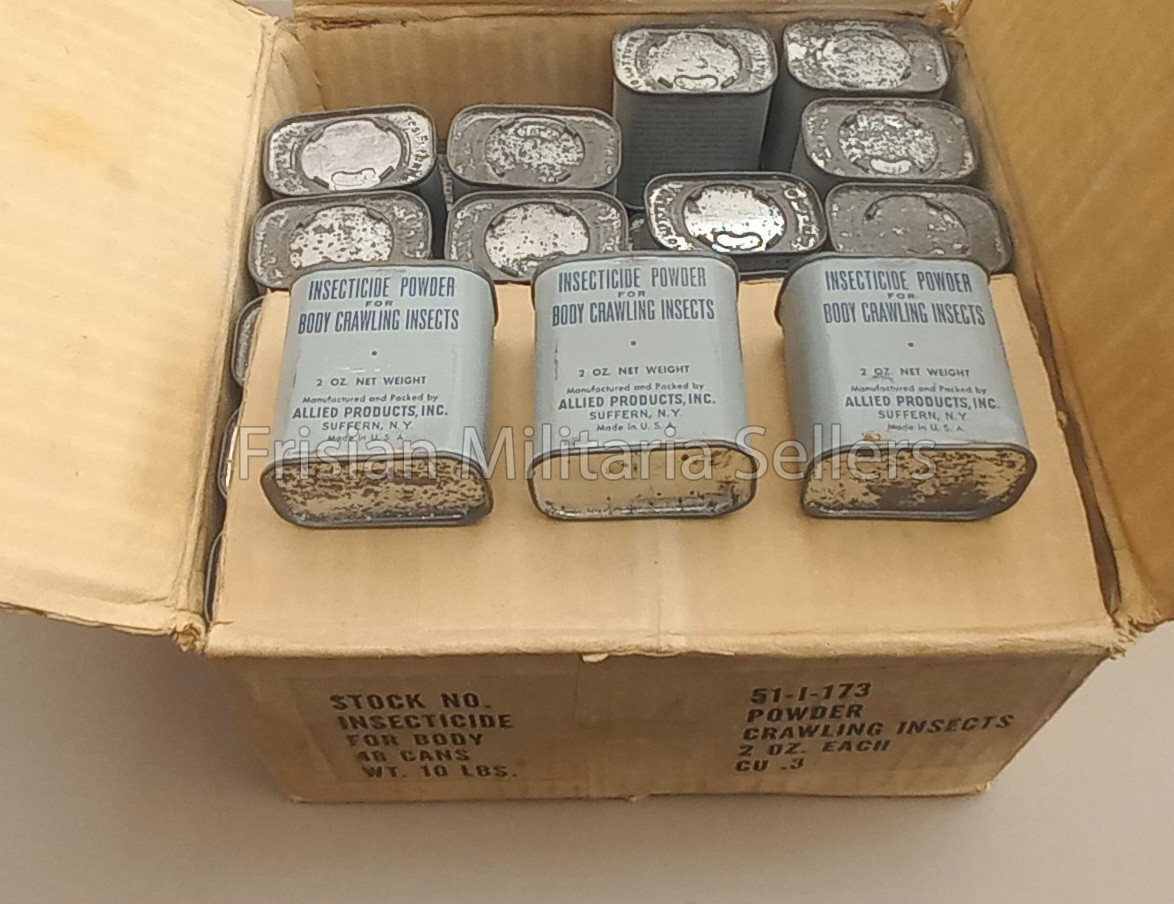 INSECTICIDE POWDER
FOR
BODY CRAWLING INSECTS
2 OZ. NET WEIGHT
Manufactured and Packed by
ALLIED PRODUCTS, INC.
SUFFERN, N.Y.
Made in U. S. A.
INSECTICIDE POWDER
FOR
BODY CRAWLING INSECTS
2 OZ. NET WEIGHT
Manufactured and Packed by
ALLIED PRODUCTS, INC.
SUFFERN, N.Y.
Made in U. S. A.
INSECTICIDE POWDER
FOR
BODY CRAWLING INSECTS
2 OZ. NET WEIGHT
Manufactured and Packed by
ALLIED PRODUCTS, INC.
SUFFERN, N.Y.
Made in U. S. A.
Frisian Militaria Sellers
STOCK NO. 51-I-173
INSECTICIDE POWDER
FOR BODY CRAWLING INSECTS
48 CANS 2 OZ. EACH
WT. 10 LBS. CU .3